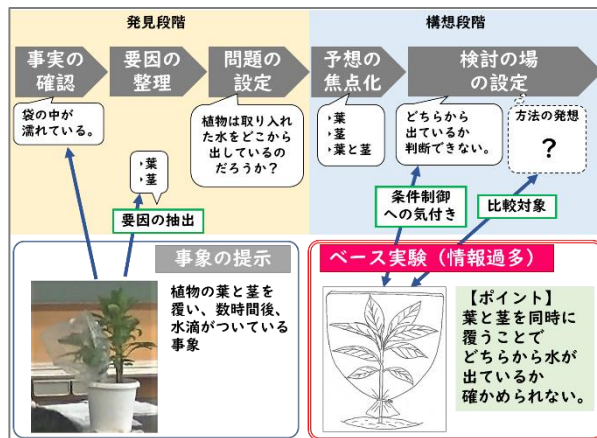 発見段階
構想段階
事実の
確認
要因の
整理
問題の
設定
予想の
焦点化
検討の場
の設定
袋の中が
濡れている。
▸葉
▸茎
植物は取り入れ
た水をどこから
出しているの
だろうか？
▸葉
▸茎
▸葉と茎
どちらから
出ているか
判断できない。
方法の発想
？
要因の抽出
条件制御
への気付き
比較対象
事象の提示
植物の葉と茎を
覆い、数時間後、
水滴がついている
事象
ベース実験（情報過多）
【ポイント】
葉と茎を同時に
覆うことで
どちらから水が
出ているか
確かめられない。